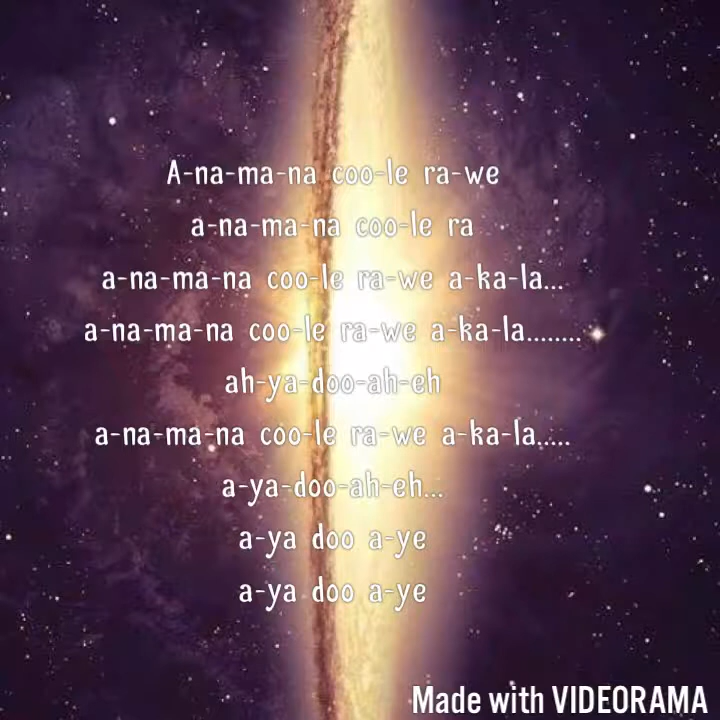 A-na-ma-na coo-le ra-we
a-na-ma-na coo-le ra
a-na-ma-na coo-le ra-we a-ka-la...
a-na-ma-na coo-le ra-we a-ka-la........
ah-ya-doo-ah-eh
a-na-ma-na coo-le ra-we a-ka-la.....
a-ya-doo-ah-eh...
a-ya doo a-ye
a-ya doo a-ye
Made with VIDEORAMA